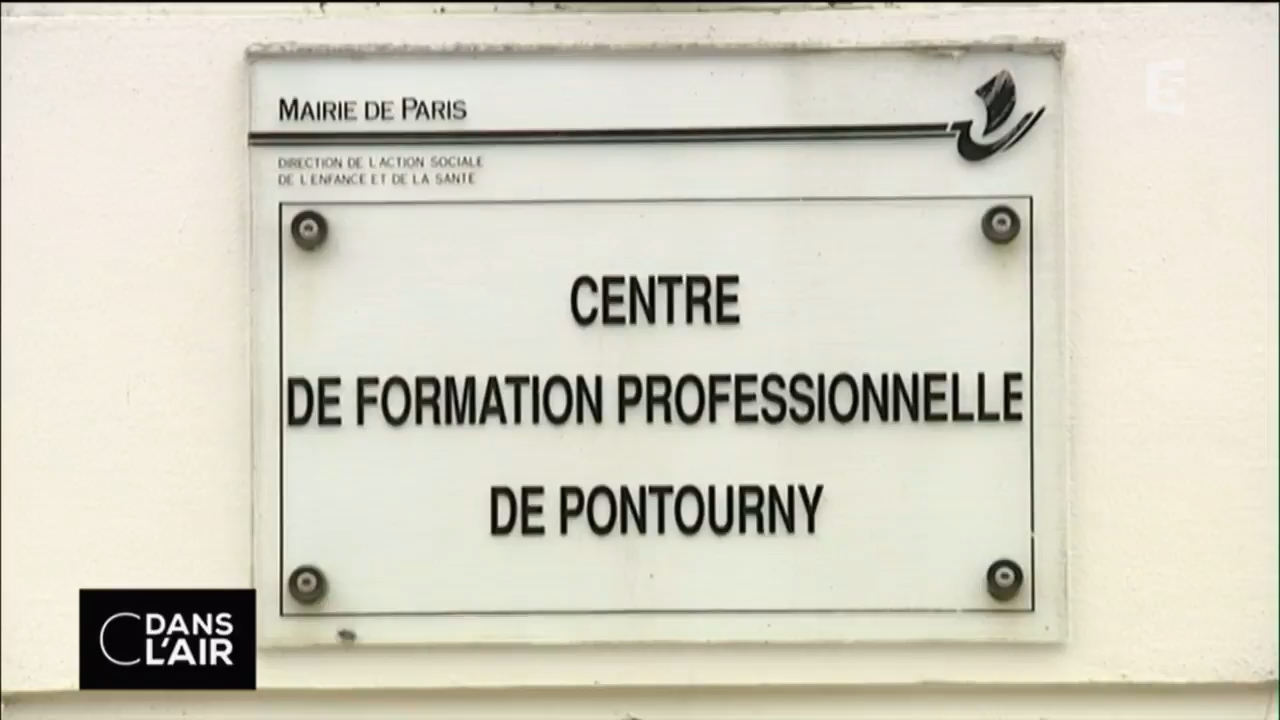 MAIRIE DE PARIS
DIRECTION DE L'ACTION SOCIALE
DE L'ENFANCE ET DE LA SANTE
CENTRE
DE FORMATION PROFESSIONNELLE
DE PONTOURNY
C DANS
L'AIR
5